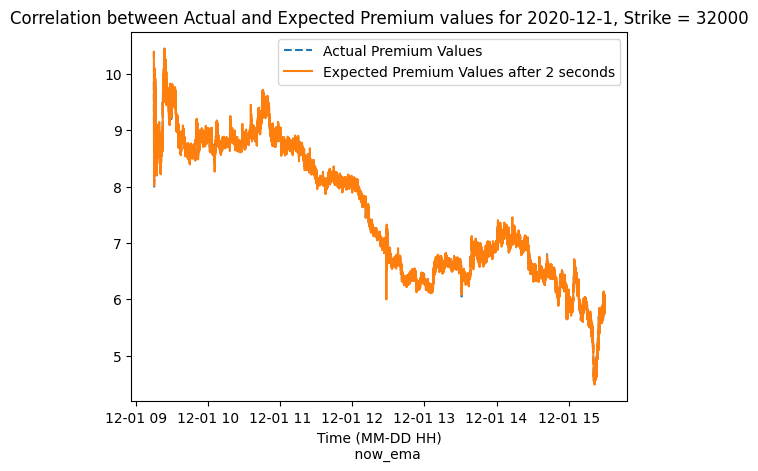 Correlation between Actual and Expected Premium values for 2020-12-1, Strike = 32000
Actual Premium Values
Expected Premium Values after 2 seconds
10
9
8
7
6
5
12-01 09 12-01 10 12-01 11 12-01 12 12-01 13 12-01 14 12-01 15
Time (MM-DD HH)
now_ema